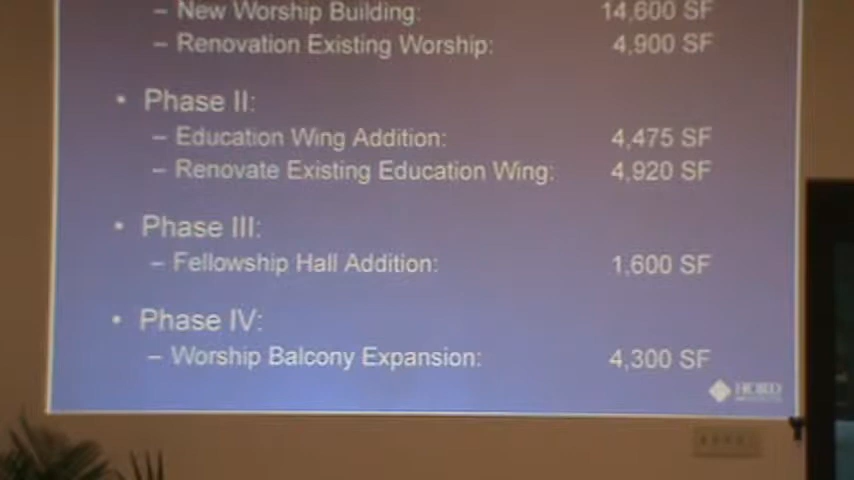 – New Worship Building: 14,600 SF
– Renovation Existing Worship: 4,900 SF
• Phase II:
– Education Wing Addition: 4,475 SF
– Renovate Existing Education Wing: 4,920 SF
• Phase III:
– Fellowship Hall Addition: 1,600 SF
• Phase IV:
– Worship Balcony Expansion: 4,300 SF